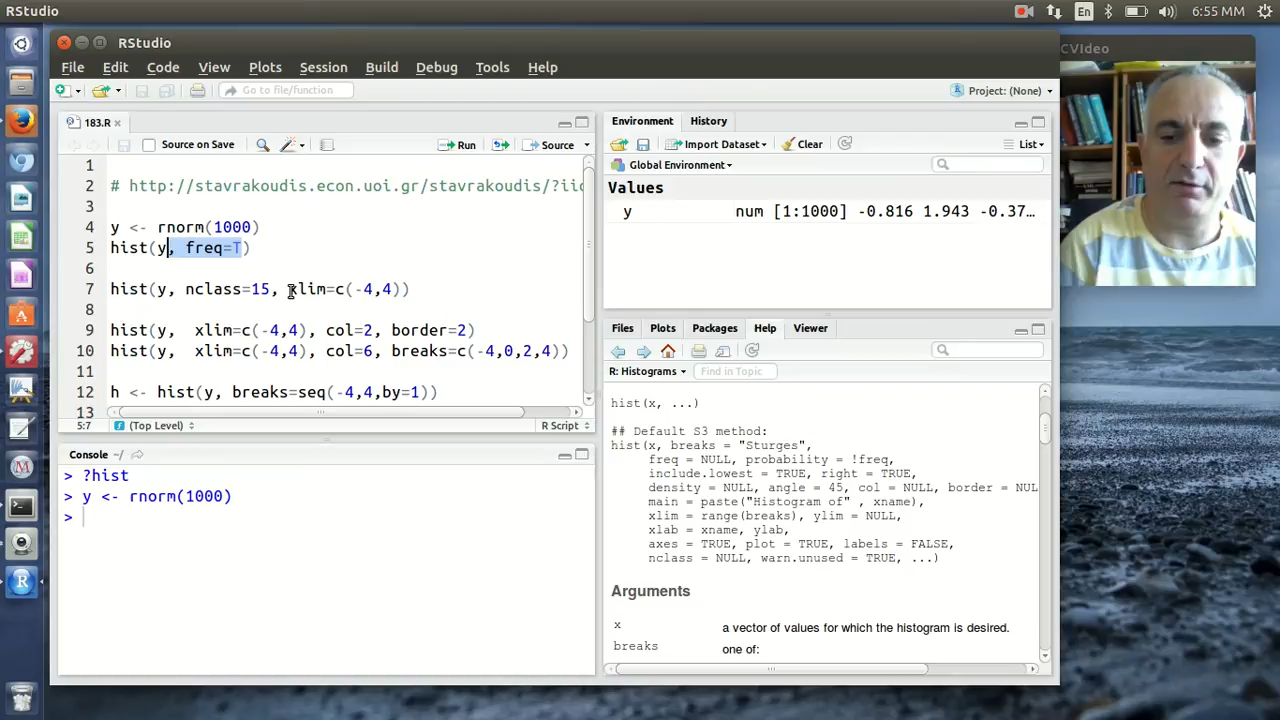 RStudio
En
6:55 MM
RStudio
CVIdeo
File Edit Code View Plots Session Build Debug Tools Help
Go to file/function
Project: (None)
183.R
Source on Save
Run
Source
1
2 # http://stavrakoudis.econ.uoi.gr/stavrakoudis/?iid
3
4 y <- rnorm(1000)
5 hist(y, freq=T)
6
7 hist(y, nclass=15, xlim=c(-4,4))
8
9 hist(y, xlim=c(-4,4), col=2, border=2)
10 hist(y, xlim=c(-4,4), col=6, breaks=c(-4,0,2,4))
11
12 h <- hist(y, breaks=seq(-4,4,by=1))
13
5:7 (Top Level) R Script
Console ~/
> ?hist
> y <- rnorm(1000)
>
Environment History
Import Dataset Clear List
Global Environment
Values
y num [1:1000] -0.816 1.943 -0.37…
Files Plots Packages Help Viewer
R: Histograms Find in Topic
hist(x, ...)
## Default S3 method:
hist(x, breaks = "Sturges",
freq = NULL, probability = !freq,
include.lowest = TRUE, right = TRUE,
density = NULL, angle = 45, col = NULL, border = NUL
main = paste("Histogram of" , xname),
xlim = range(breaks), ylim = NULL,
xlab = xname, ylab,
axes = TRUE, plot = TRUE, labels = FALSE,
nclass = NULL, warn.unused = TRUE, ...)
Arguments
x a vector of values for which the histogram is desired.
breaks one of: